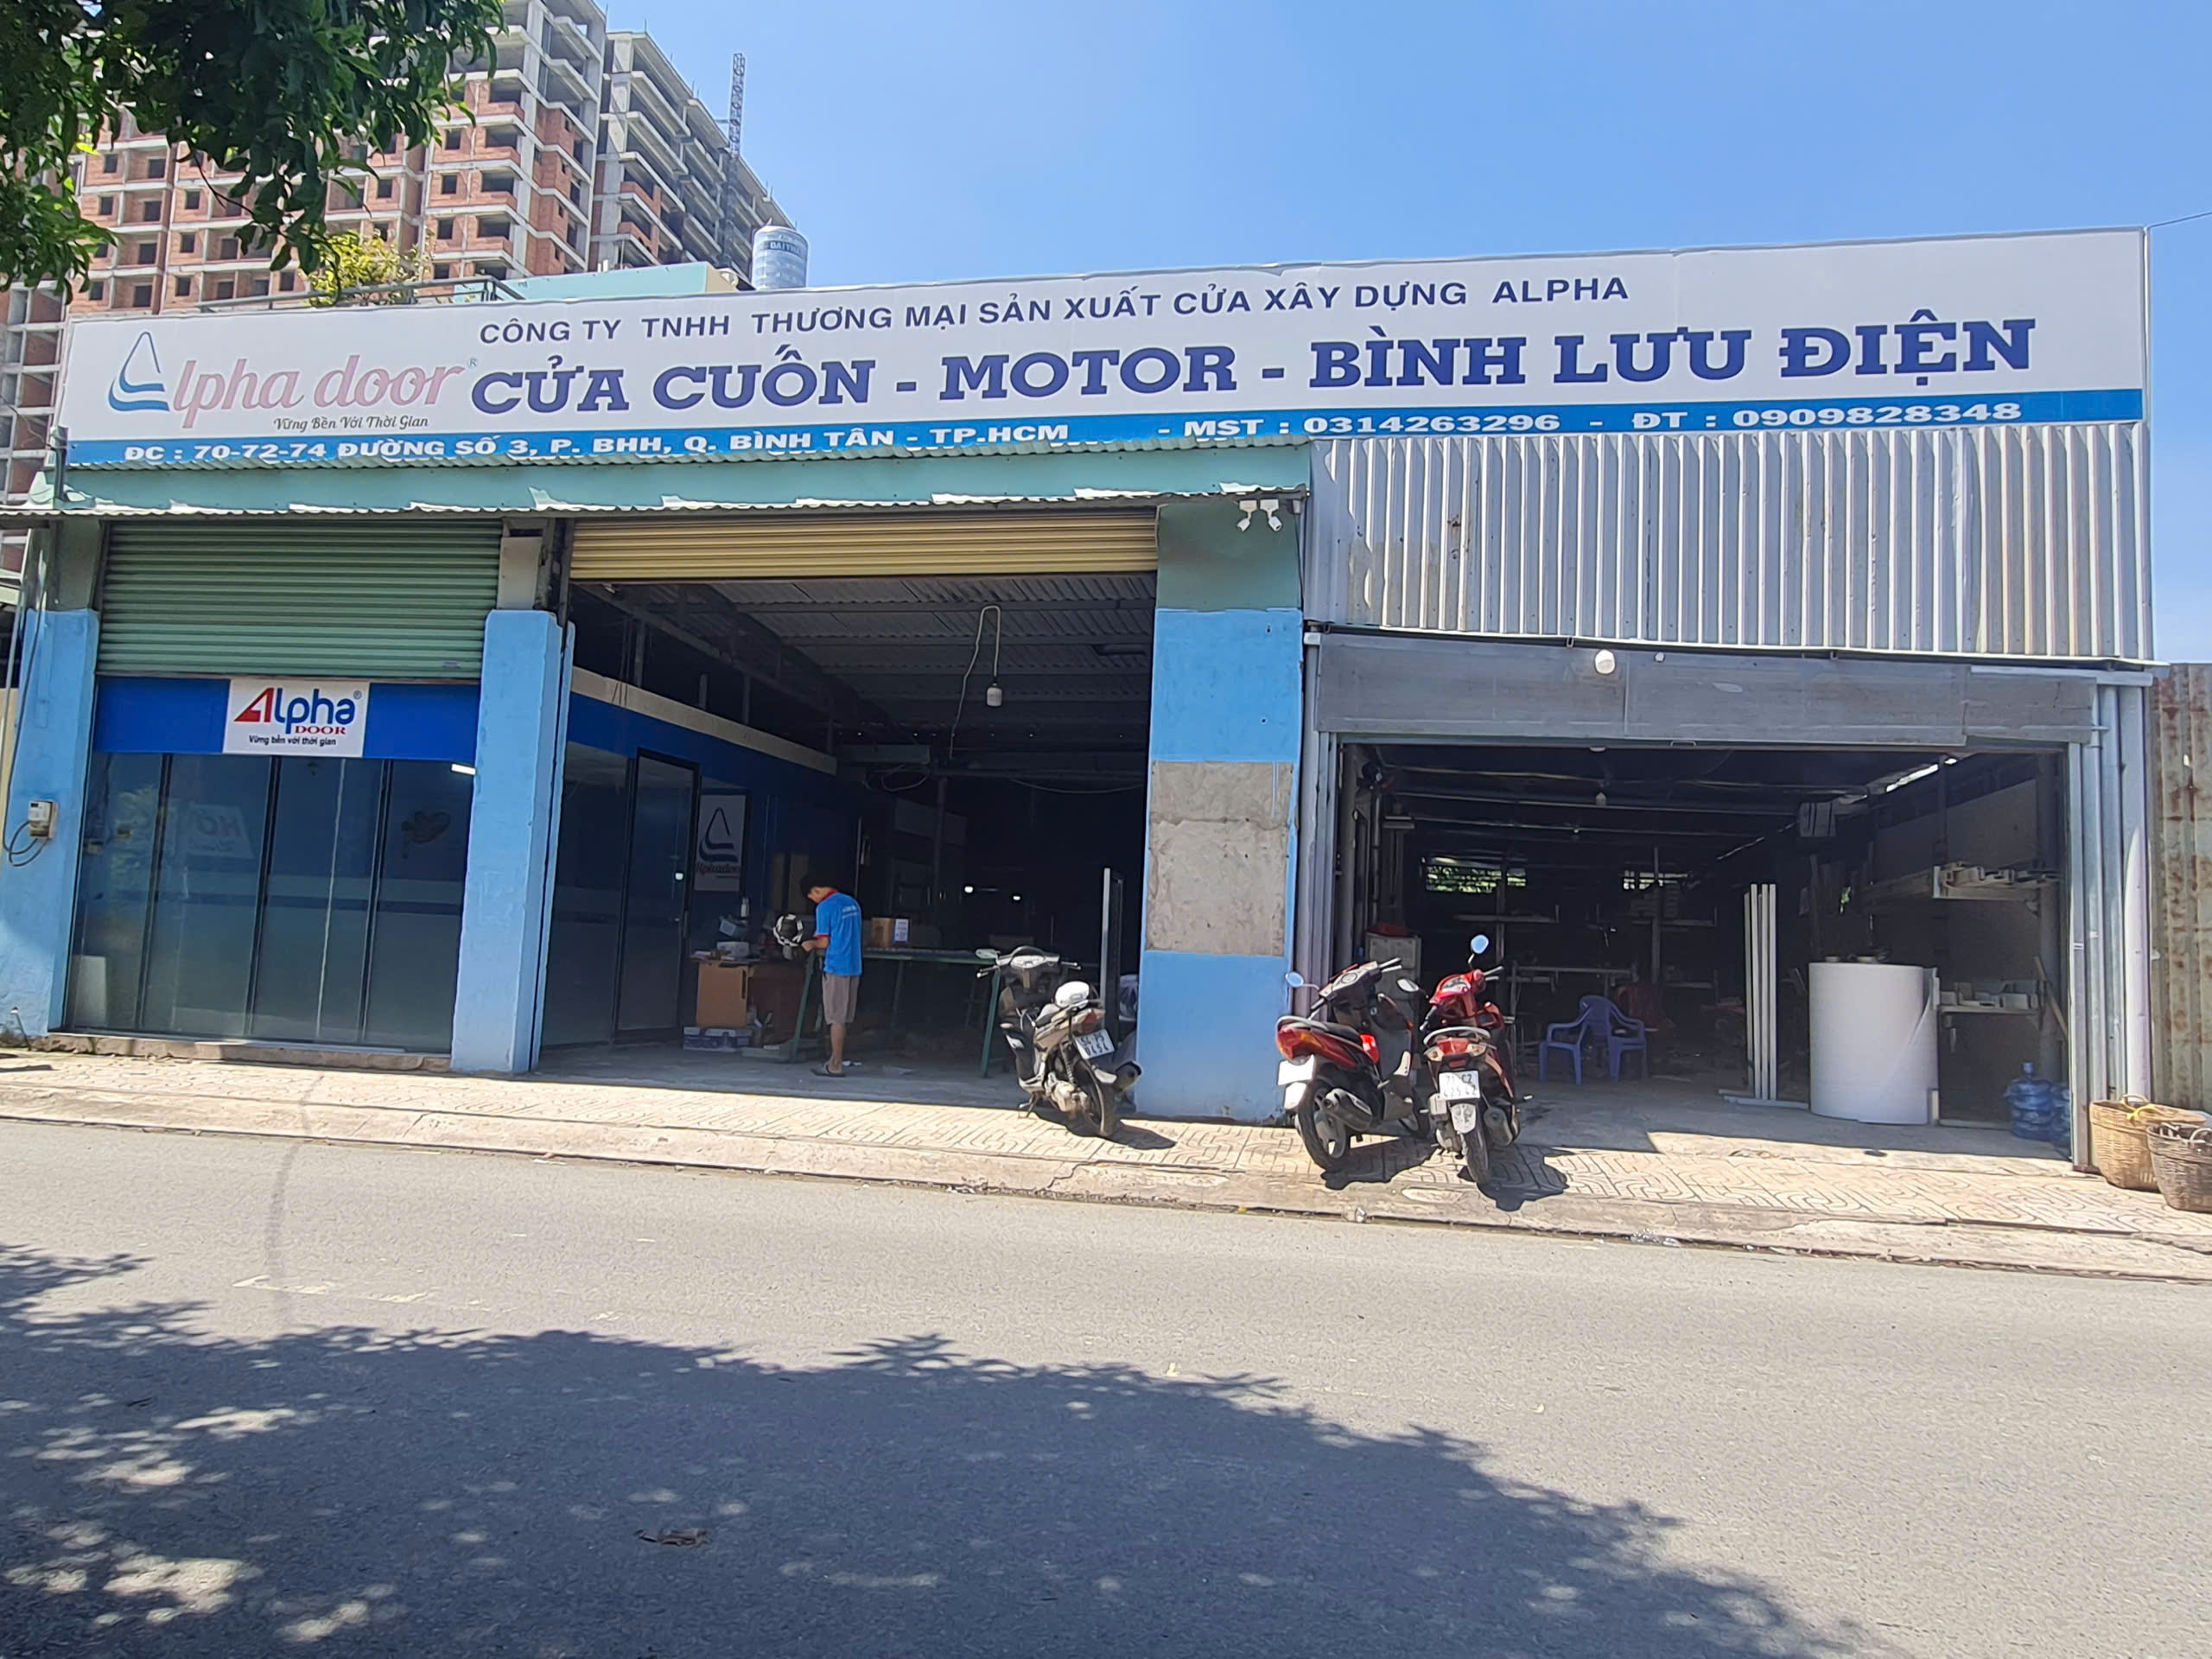 CÔNG TY TNHH THƯƠNG MẠI SẢN XUẤT CỬA XÂY DỰNG ALPHA
Alpha door®
Vững Bền Với Thời Gian
CỬA CUỐN - MOTOR - BÌNH LƯU ĐIỆN
ĐC : 70-72-74 ĐƯỜNG SỐ 3, P. BHH, Q. BÌNH TÂN - TP.HCM - MST : 0314263296 - ĐT : 0909828348
Alpha®
DOOR
Vững bền với thời gian